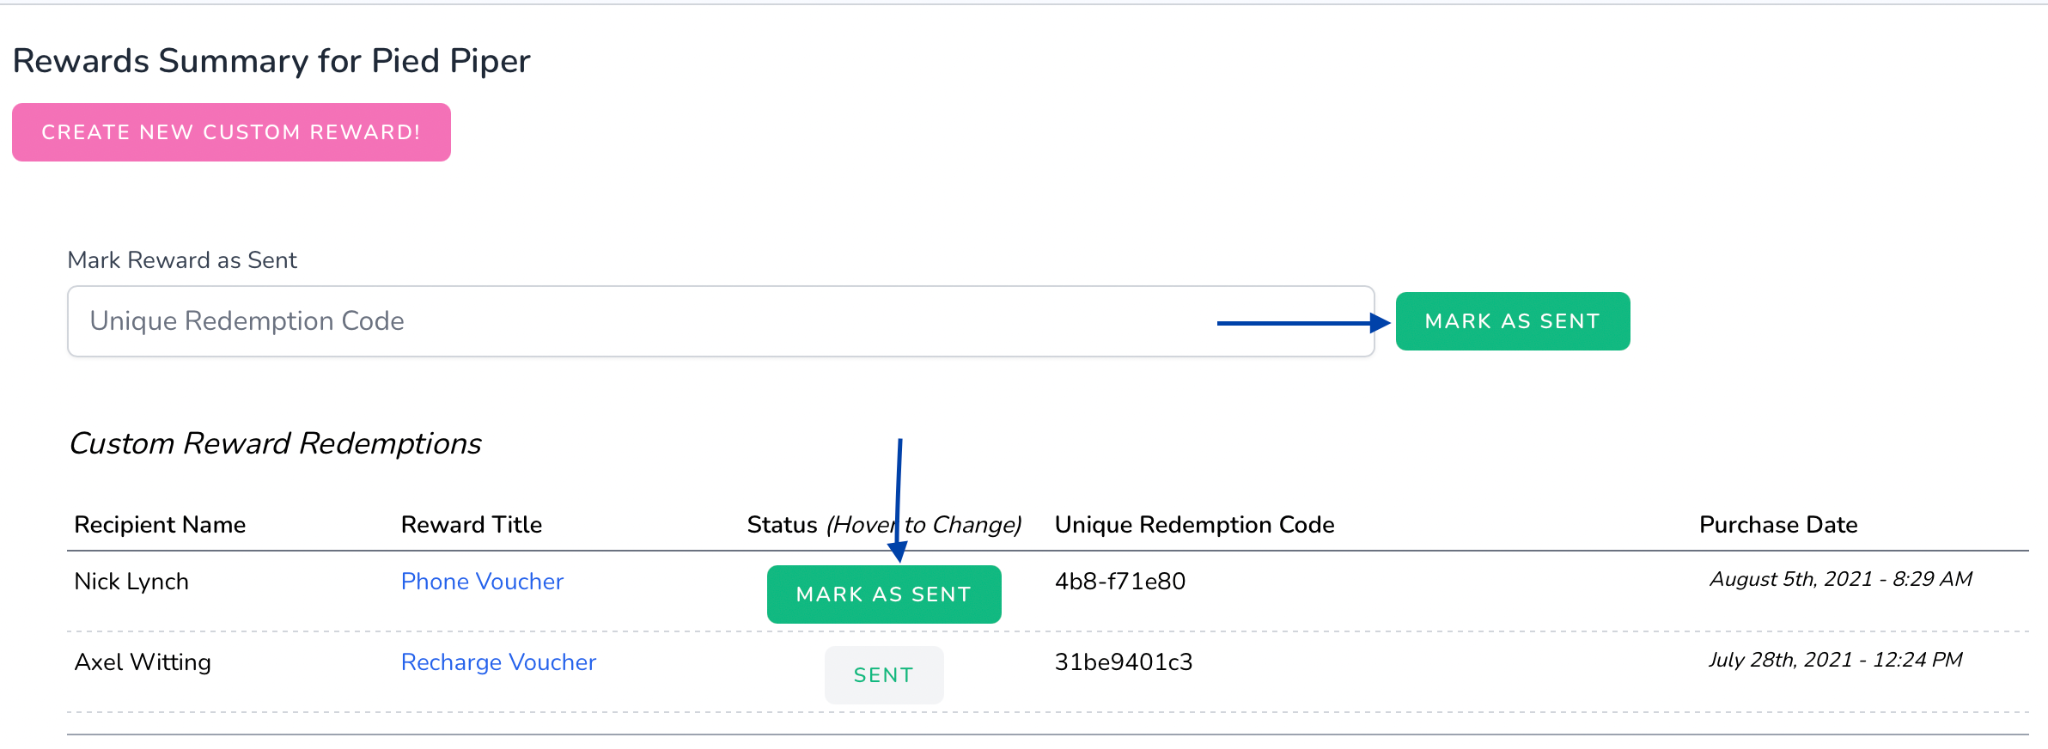 Rewards Summary for Pied Piper
CREATE NEW CUSTOM REWARD!
Mark Reward as Sent
Unique Redemption Code
MARK AS SENT
Custom Reward Redemptions
Recipient Name Reward Title Status (Hover to Change) Unique Redemption Code Purchase Date
Nick Lynch Phone Voucher MARK AS SENT 4b8-f71e80 August 5th, 2021 - 8:29 AM
Axel Witting Recharge Voucher SENT 31be9401c3 July 28th, 2021 - 12:24 PM